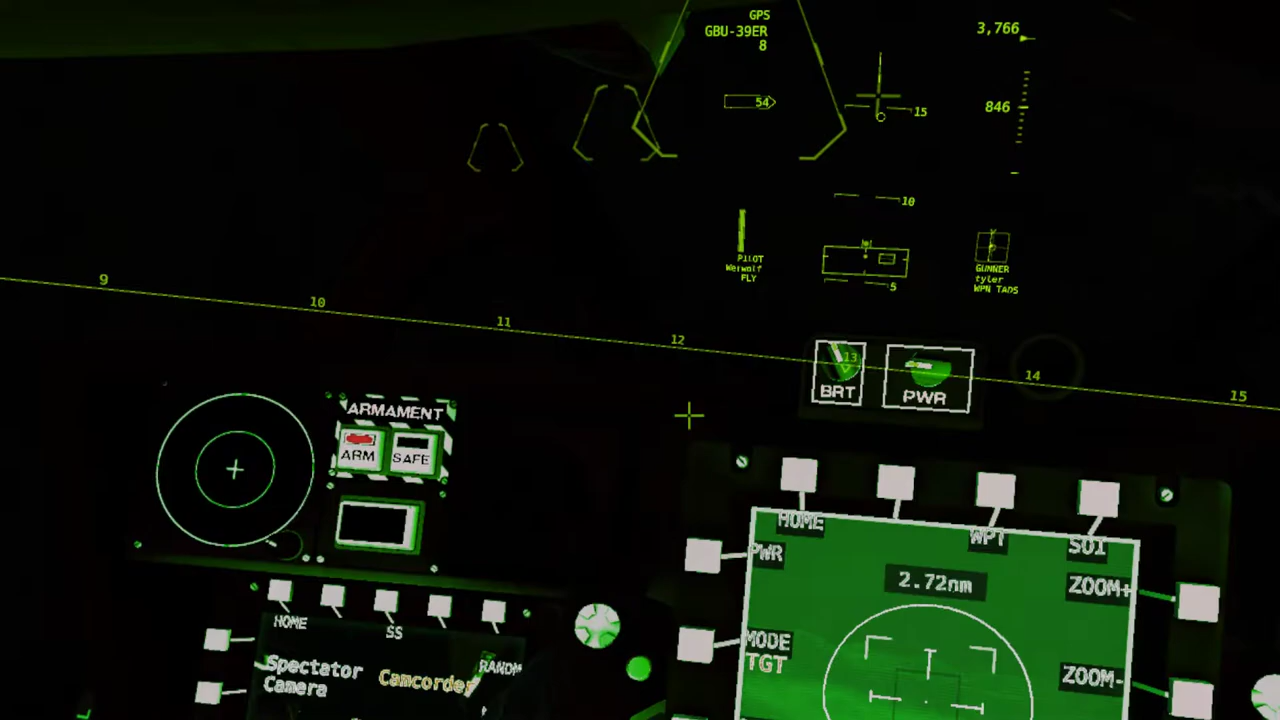 GPS
GBU-39ER
8
3,766
54
15
846
10
PILOT
Werwolf
FLY
5
GUNNER
tyler
WPN TADS
9
10
11
12
13
14
15
BRT
PWR
ARMAMENT
ARM
SAFE
HOME
WPT
SOI
PWR
2.72nm
ZOOM+
MODE
TGT
ZOOM-
HOME
SS
Spectator
Camera
Camcorder
RANDM